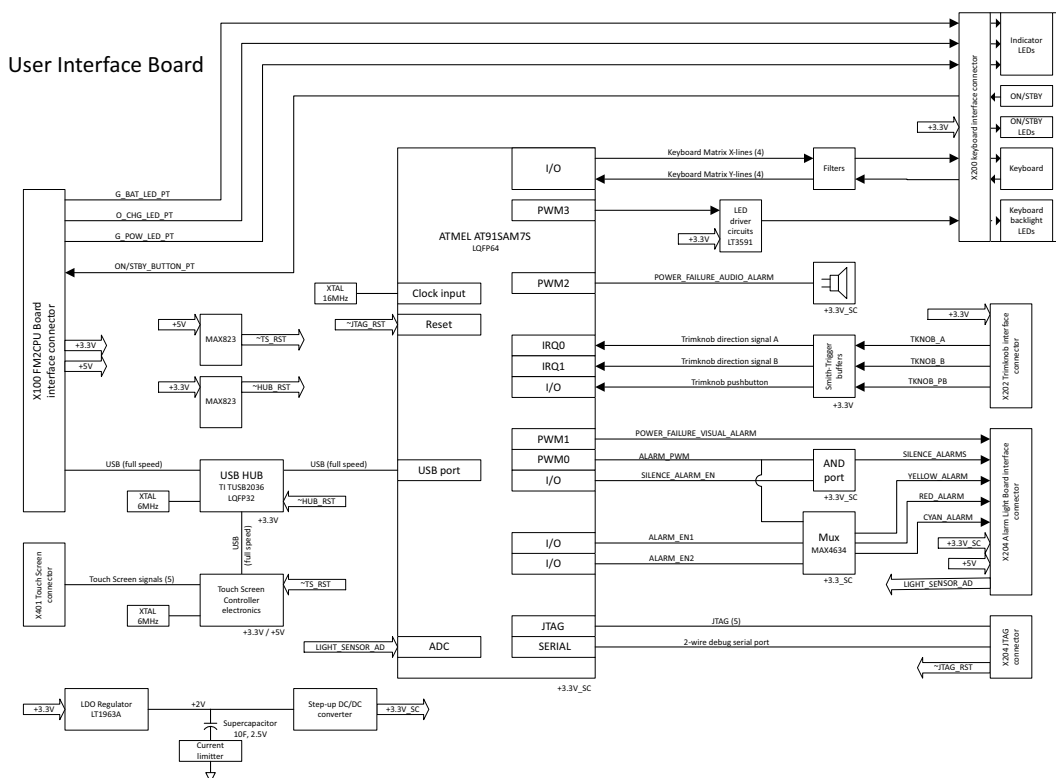 User Interface Board
X100 FM2CPU Board
interface connector
G_BAT_LED_PT
O_CHG_LED_PT
G_POW_LED_PT
ON/STBY_BUTTON_PT
+3.3V
+5V
+5V
MAX823
~TS_RST
+3.3V
MAX823
~HUB_RST
USB (full speed)
USB HUB
TI TUSB2036
LQFP32
USB (full speed)
XTAL
6MHz
~HUB_RST
+3.3V
USB
(full speed)
X401 Touch Screen
connector
Touch Screen signals (5)
Touch Screen
Controller
electronics
~TS_RST
XTAL
6MHz
+3.3V / +5V
LIGHT_SENSOR_AD
+3.3V
LDO Regulator
LT1963A
+2V
Supercapacitor
10F, 2.5V
Current
limitter
Step-up DC/DC
converter
+3.3V_SC
ATMEL AT91SAM7S
LQFP64
XTAL
16MHz
Clock input
~JTAG_RST
Reset
USB port
ADC
I/O
PWM3
PWM2
IRQ0
IRQ1
I/O
PWM1
PWM0
I/O
I/O
I/O
JTAG
SERIAL
+3.3V_SC
Keyboard Matrix X-lines (4)
Keyboard Matrix Y-lines (4)
Filters
+3.3V
LED
driver
circuits
LT3591
POWER_FAILURE_AUDIO_ALARM
+3.3V_SC
Trimknob direction signal A
Trimknob direction signal B
Trimknob pushbutton
Smith-Trigger
buffers
+3.3V
TKNOB_A
TKNOB_B
TKNOB_PB
+3.3V
X202 Trimknob interface
connector
POWER_FAILURE_VISUAL_ALARM
ALARM_PWM
SILENCE_ALARM_EN
AND
port
+3.3V_SC
SILENCE_ALARMS
YELLOW_ALARM
RED_ALARM
CYAN_ALARM
ALARM_EN1
ALARM_EN2
Mux
MAX4634
+3.3_SC
+3.3V_SC
+5V
LIGHT_SENSOR_AD
X204 Alarm Light Board interface
connector
JTAG (5)
2-wire debug serial port
~JTAG_RST
X204 JTAG
connector
X200 keyboard interface connector
+3.3V
Indicator
LEDs
ON/STBY
ON/STBY
LEDs
Keyboard
Keyboard
backlight
LEDs